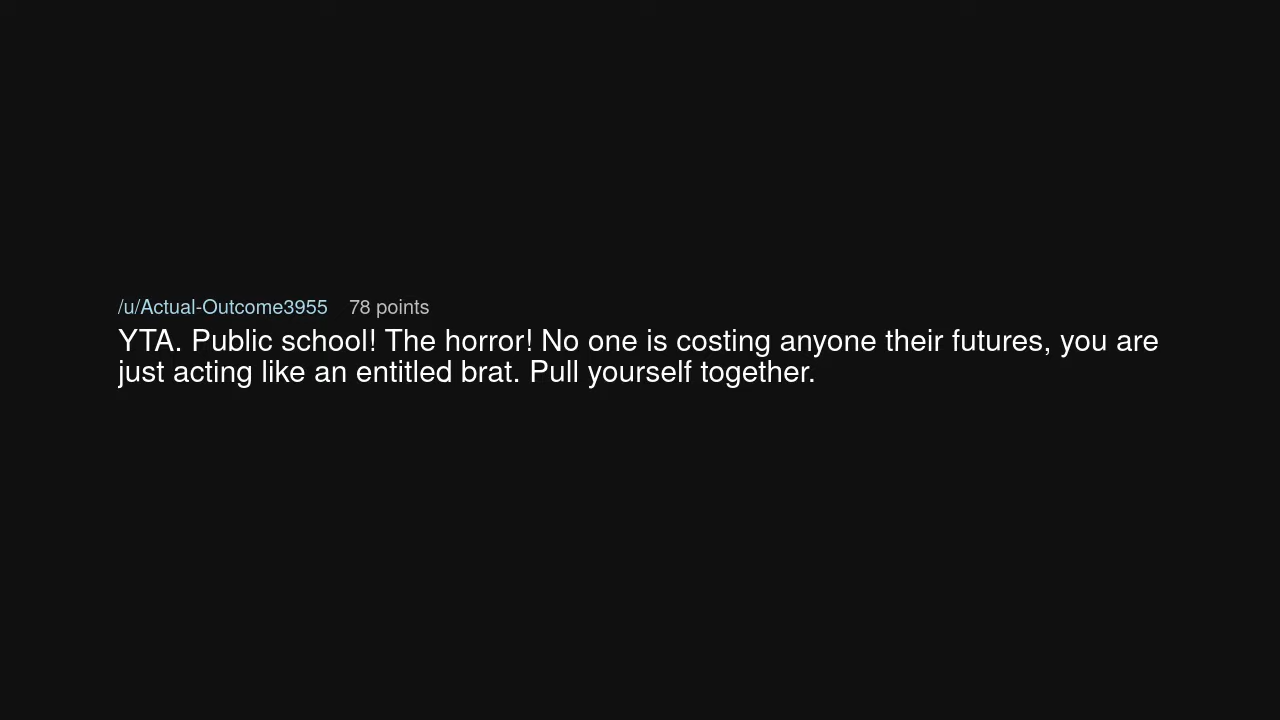 /u/Actual-Outcome3955 78 points
YTA. Public school! The horror! No one is costing anyone their futures, you are
just acting like an entitled brat. Pull yourself together.